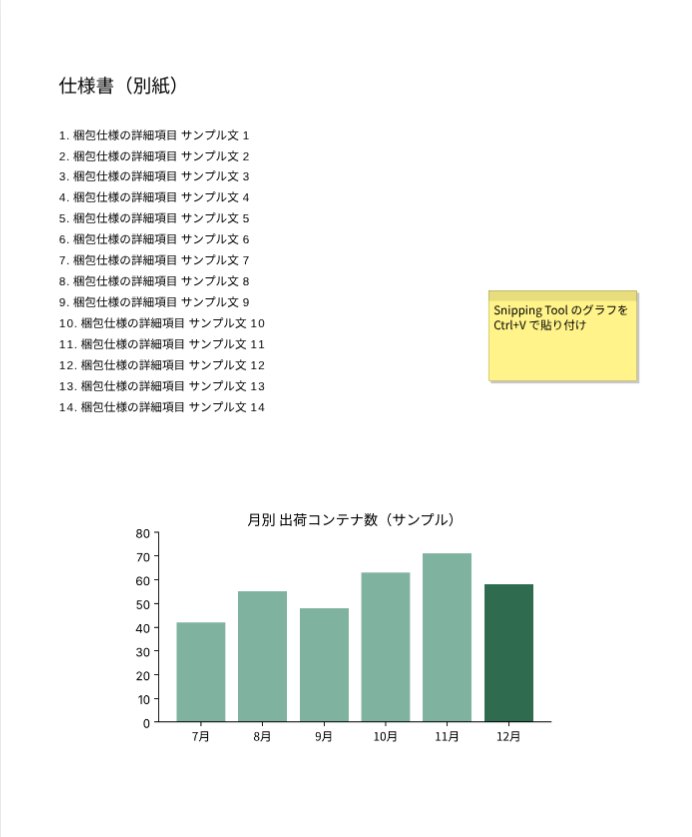 仕様書（別紙）
1. 梱包仕様の詳細項目 サンプル文 1
2. 梱包仕様の詳細項目 サンプル文 2
3. 梱包仕様の詳細項目 サンプル文 3
4. 梱包仕様の詳細項目 サンプル文 4
5. 梱包仕様の詳細項目 サンプル文 5
6. 梱包仕様の詳細項目 サンプル文 6
7. 梱包仕様の詳細項目 サンプル文 7
8. 梱包仕様の詳細項目 サンプル文 8
9. 梱包仕様の詳細項目 サンプル文 9
10. 梱包仕様の詳細項目 サンプル文 10
11. 梱包仕様の詳細項目 サンプル文 11
12. 梱包仕様の詳細項目 サンプル文 12
13. 梱包仕様の詳細項目 サンプル文 13
14. 梱包仕様の詳細項目 サンプル文 14
Snipping Tool のグラフを
Ctrl+V で貼り付け
月別 出荷コンテナ数（サンプル）
80
70
60
50
40
30
20
10
0
7月 8月 9月 10月 11月 12月